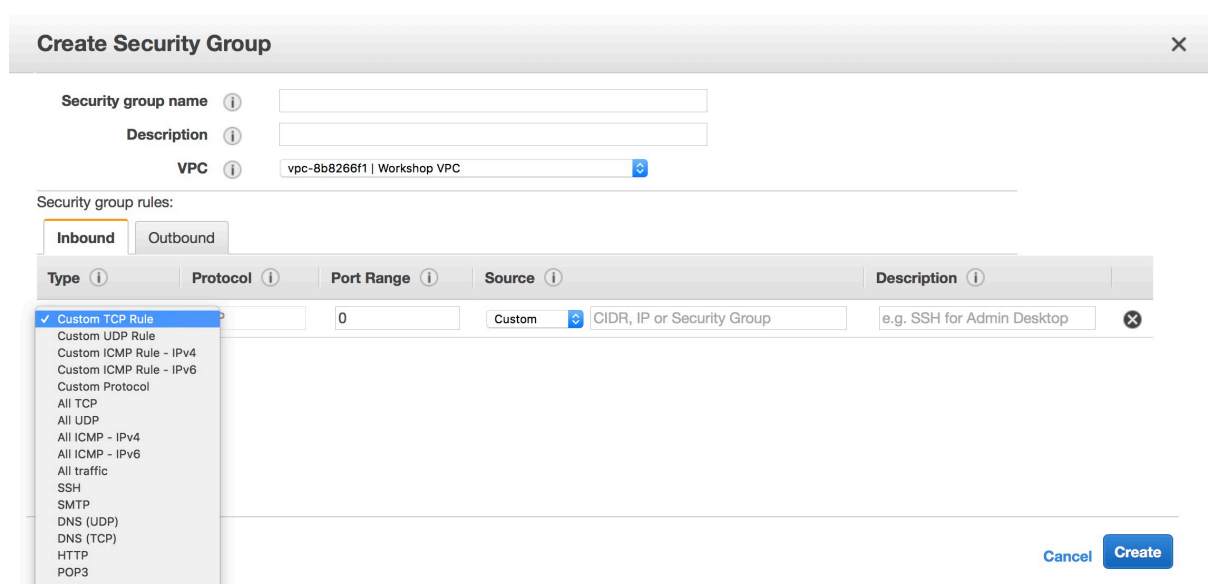 Create Security Group
Security group name
Description
VPC vpc-8b8266f1 | Workshop VPC
Security group rules:
Inbound Outbound
Type Protocol Port Range Source Description
Custom TCP Rule 0 Custom CIDR, IP or Security Group e.g. SSH for Admin Desktop
Custom UDP Rule
Custom ICMP Rule - IPv4
Custom ICMP Rule - IPv6
Custom Protocol
All TCP
All UDP
All ICMP - IPv4
All ICMP - IPv6
All traffic
SSH
SMTP
DNS (UDP)
DNS (TCP)
HTTP
POP3
Cancel Create